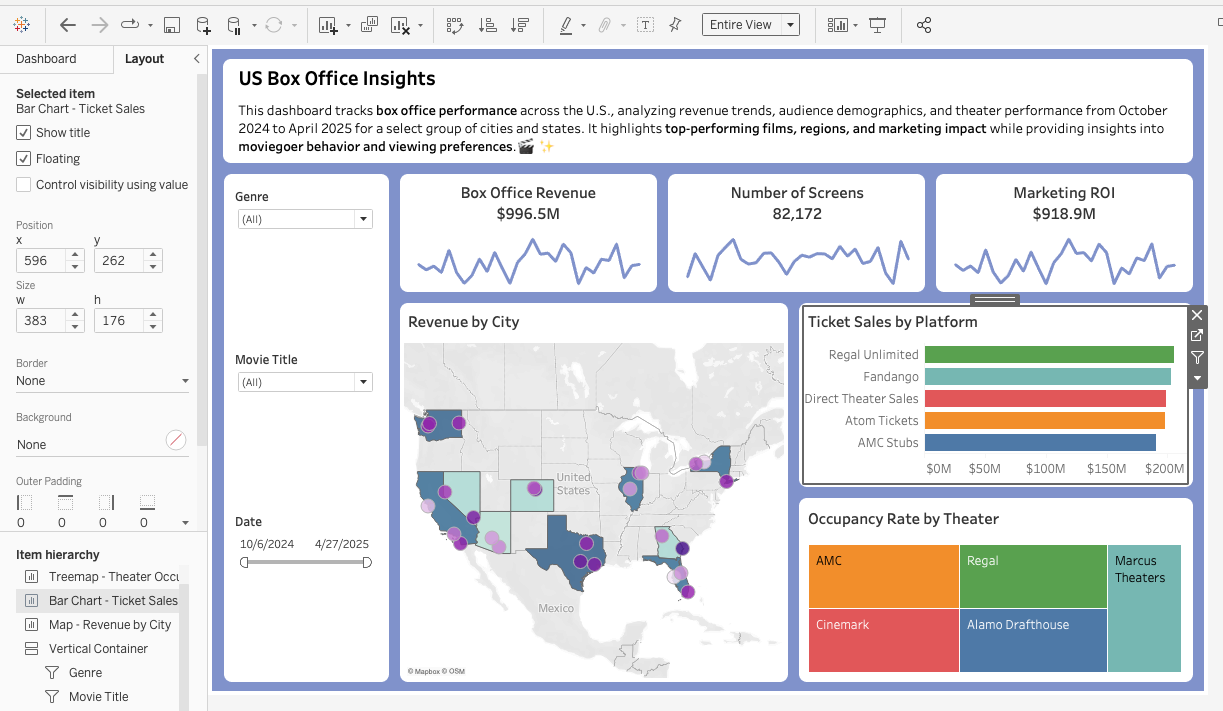 Entire View
Dashboard
Layout
Selected item
Bar Chart - Ticket Sales
Show title
Floating
Control visibility using value
Position
x
y
596
262
Size
w
h
383
176
Border
None
Background
None
Outer Padding
0
0
0
0
Item hierarchy
Treemap - Theater Occu
Bar Chart - Ticket Sales
Map - Revenue by City
Vertical Container
Genre
Movie Title
US Box Office Insights
This dashboard tracks box office performance across the U.S., analyzing revenue trends, audience demographics, and theater performance from October
2024 to April 2025 for a select group of cities and states. It highlights top-performing films, regions, and marketing impact while providing insights into
moviegoer behavior and viewing preferences.🎬 ✨
Genre
(All)
Movie Title
(All)
Date
10/6/2024
4/27/2025
Box Office Revenue
$996.5M
Number of Screens
82,172
Marketing ROI
$918.9M
Revenue by City
United
States
Mexico
© Mapbox © OSM
Ticket Sales by Platform
Regal Unlimited
Fandango
Direct Theater Sales
Atom Tickets
AMC Stubs
$0M
$50M
$100M
$150M
$200M
Occupancy Rate by Theater
AMC
Regal
Marcus
Theaters
Cinemark
Alamo Drafthouse